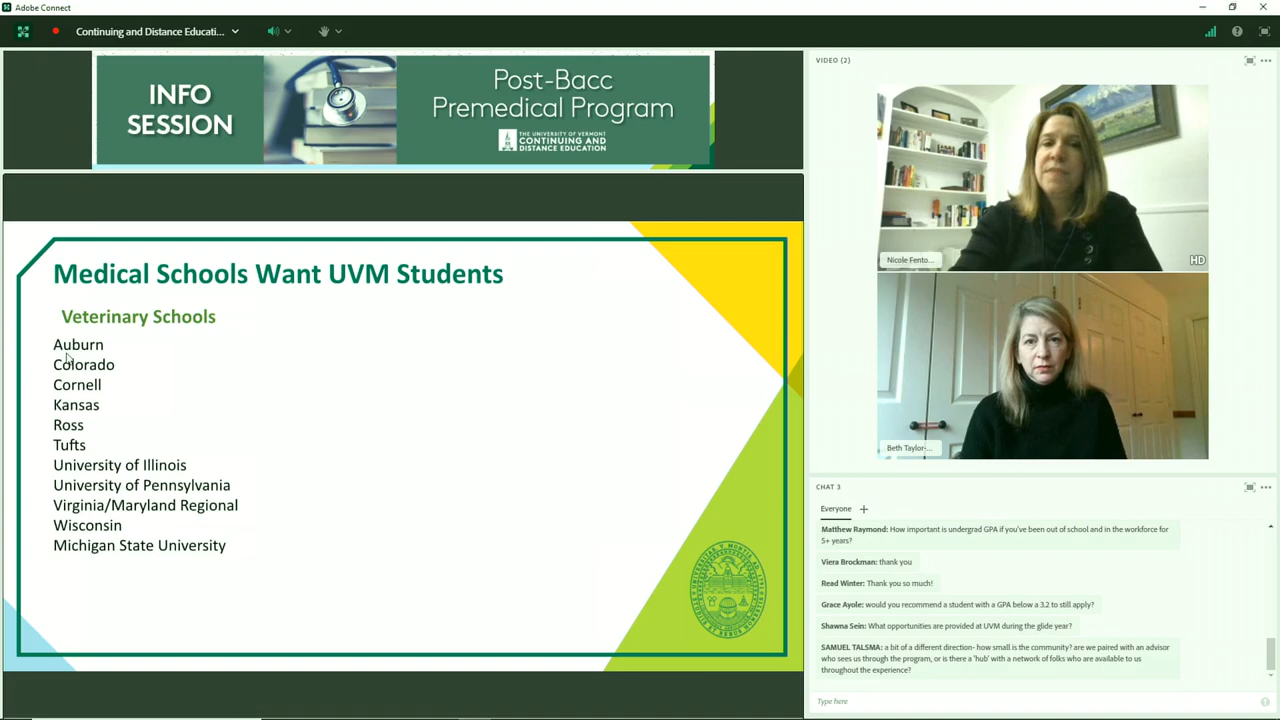 Adobe Connect
Continuing and Distance Educati...
INFO
SESSION
Post-Bacc
Premedical Program
THE UNIVERSITY OF VERMONT
CONTINUING AND
DISTANCE EDUCATION
Medical Schools Want UVM Students
Veterinary Schools
Auburn
Colorado
Cornell
Kansas
Ross
Tufts
University of Illinois
University of Pennsylvania
Virginia/Maryland Regional
Wisconsin
Michigan State University
VIDEO (2)
Nicole Fento...
HD
Beth Taylor-...
CHAT 3
Everyone
Matthew Raymond: How important is undergrad GPA if you've been out of school and in the workforce for
5+ years?
Viera Brockman: thank you
Read Winter: Thank you so much!
Grace Ayole: would you recommend a student with a GPA below a 3.2 to still apply?
Shawna Sein: What opportunities are provided at UVM during the glide year?
SAMUEL TALSMA: a bit of a different direction- how small is the community? are we paired with an advisor
who sees us through the program, or is there a 'hub' with a network of folks who are available to us
throughout the experience?
Type here